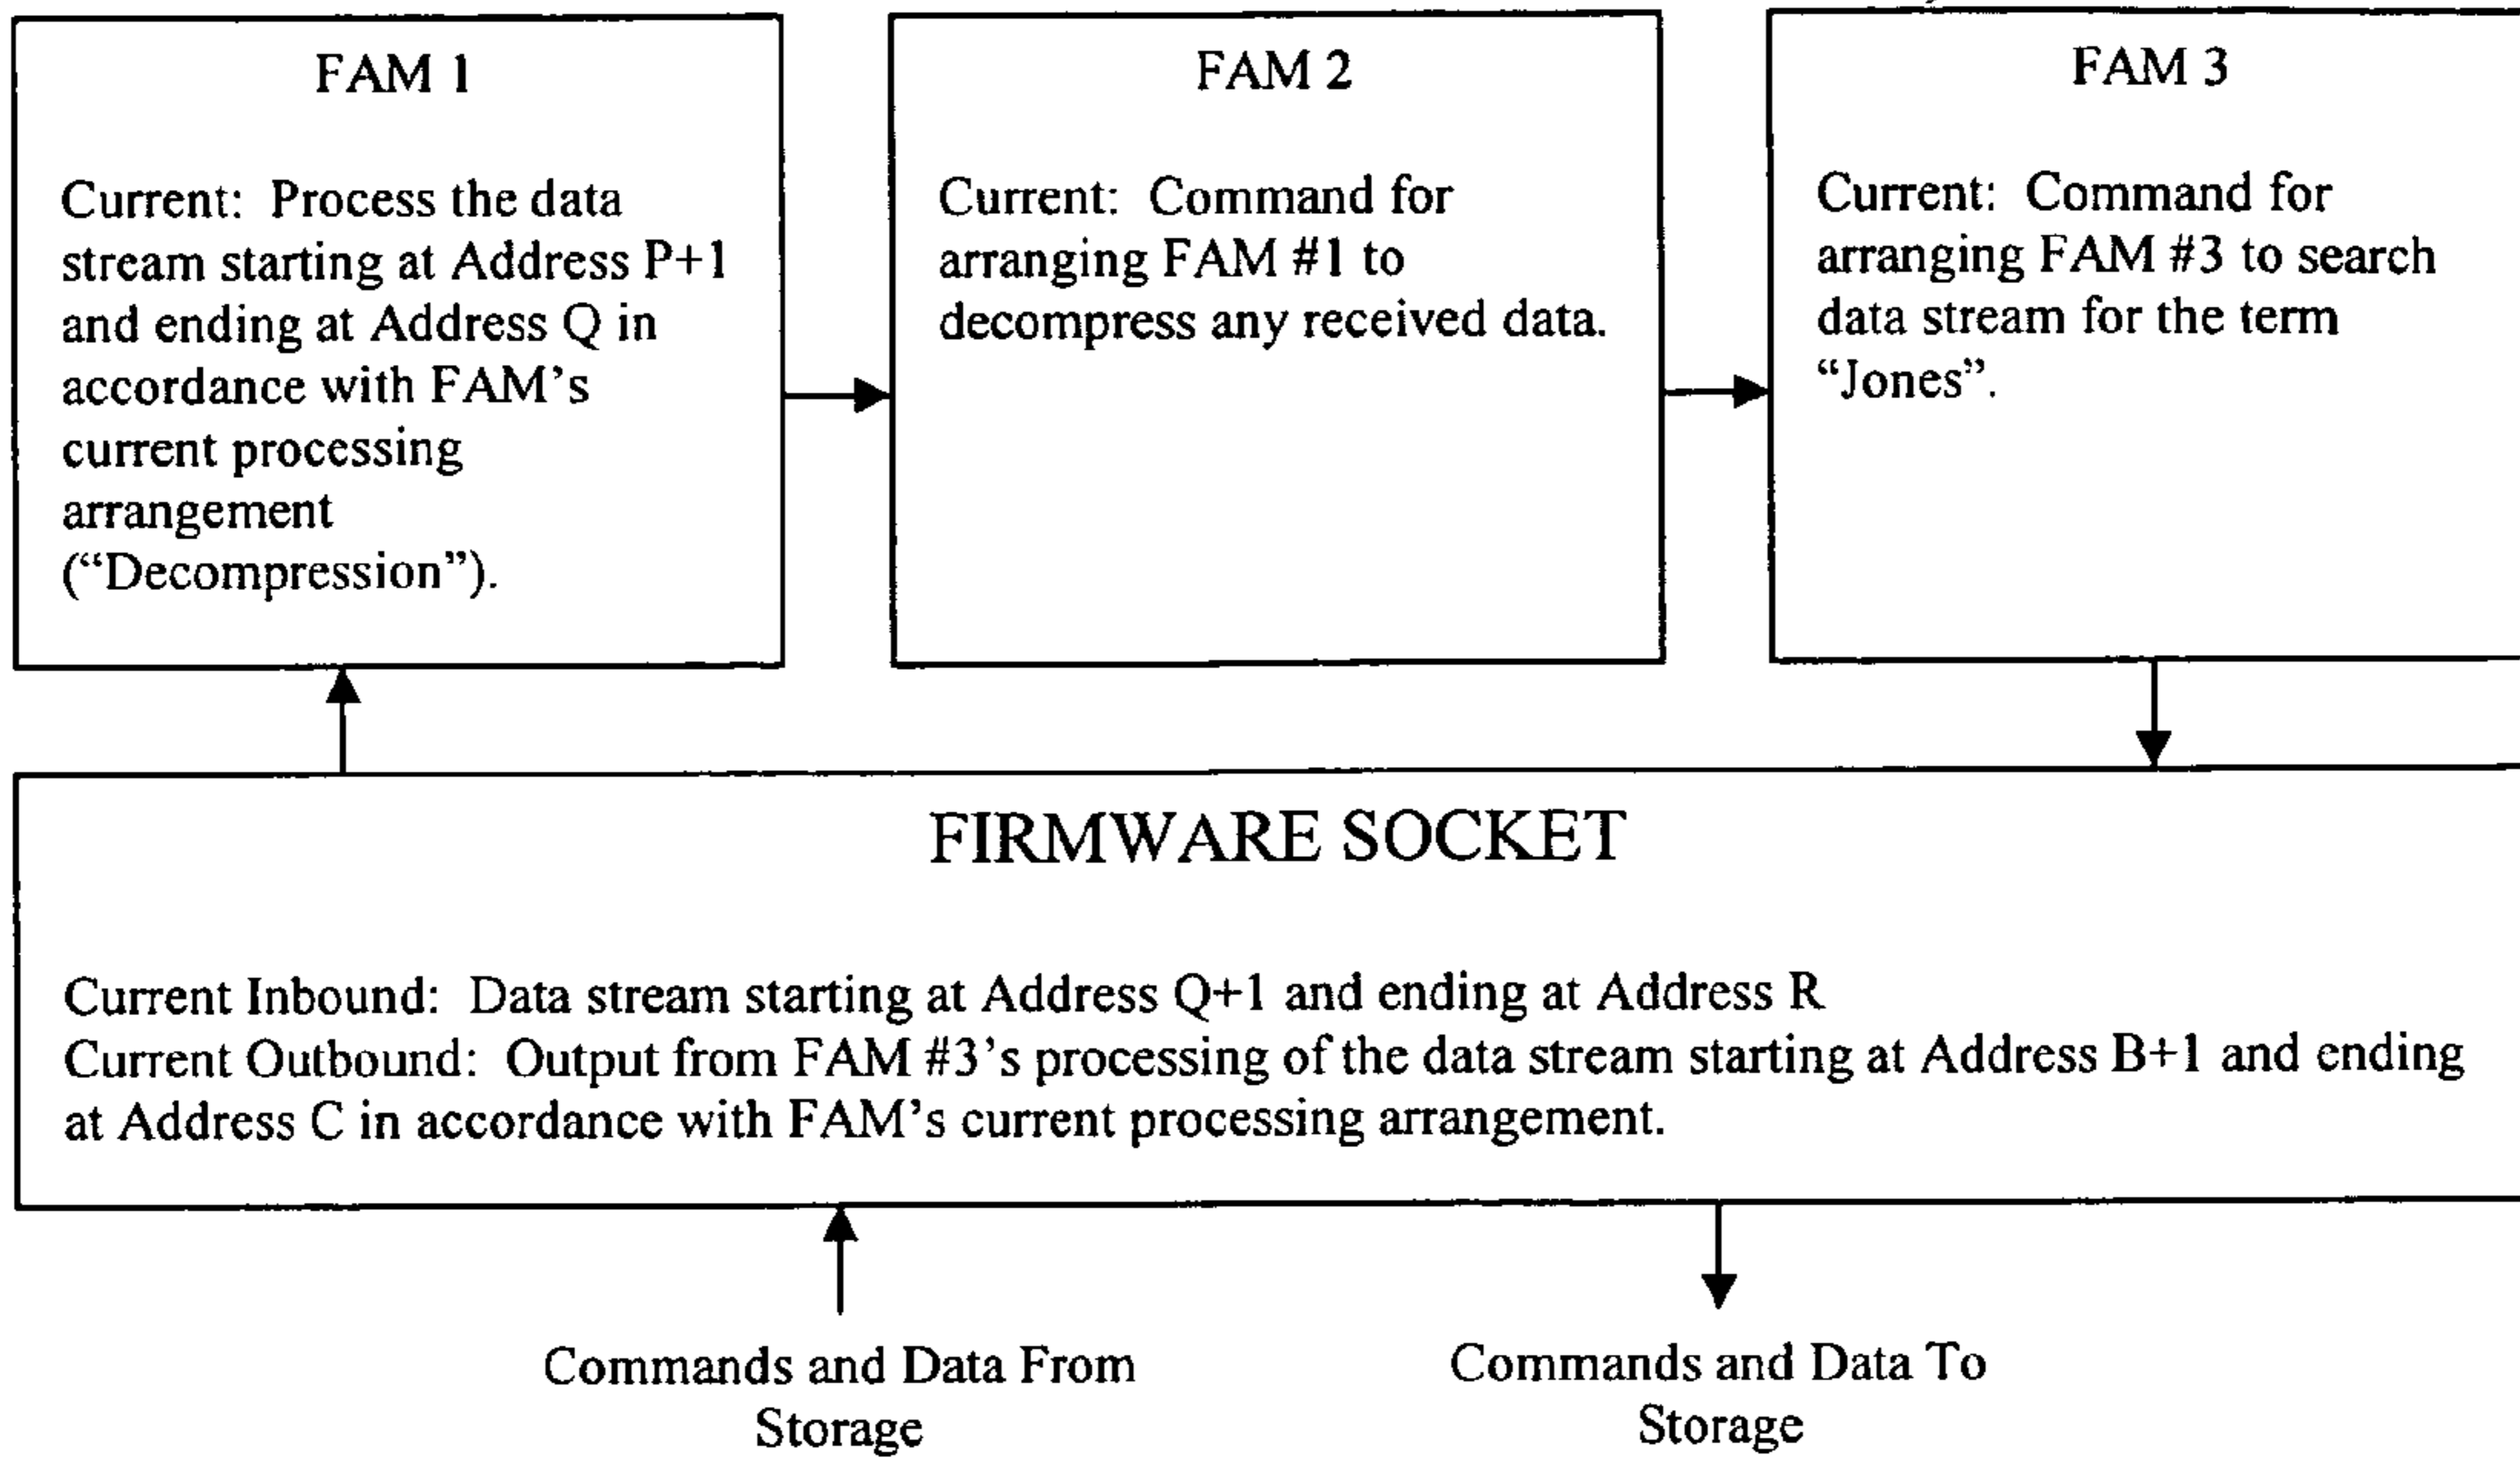 FAM 1
Current: Process the data
stream starting at Address P+1
and ending at Address Q in
accordance with FAM's
current processing
arrangement
(“Decompression”).
FAM 2
Current: Command for
arranging FAM #1 to
decompress any received data.
FAM 3
Current: Command for
arranging FAM #3 to search
data stream for the term
“Jones”.
FIRMWARE SOCKET
Current Inbound: Data stream starting at Address Q+1 and ending at Address R
Current Outbound: Output from FAM #3's processing of the data stream starting at Address B+1 and ending
at Address C in accordance with FAM's current processing arrangement.
Commands and Data From
Storage
Commands and Data To
Storage